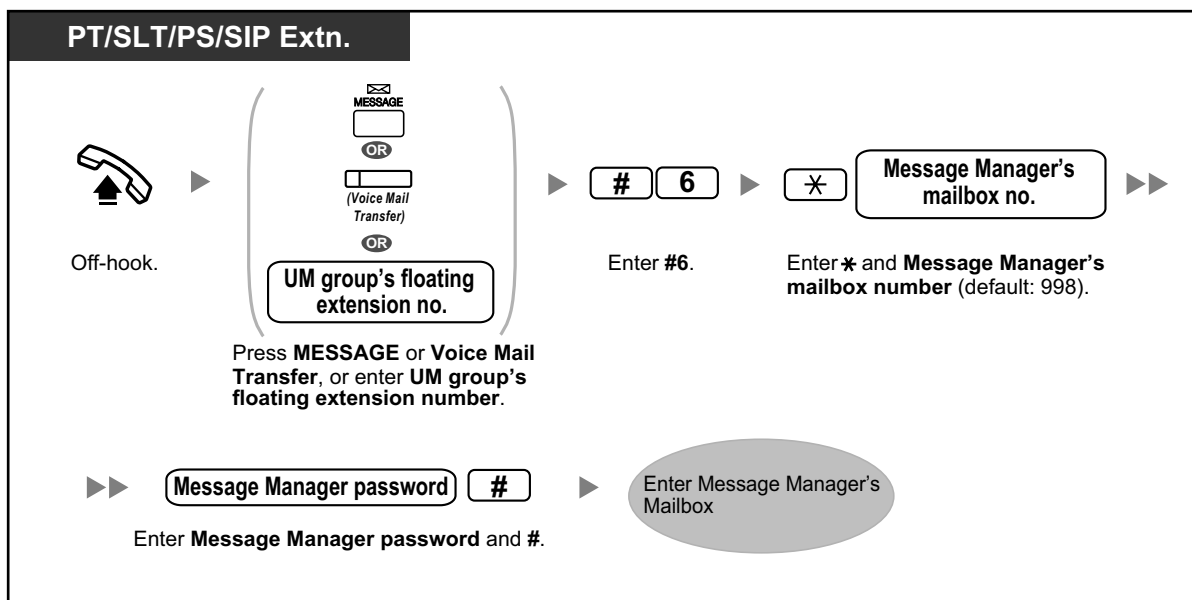 PT/SLT/PS/SIP Extn.
MESSAGE
OR
(Voice Mail
Transfer)
OR
UM group's floating
extension no.
# 6
* Message Manager's
mailbox no.
Off-hook.
Press MESSAGE or Voice Mail
Transfer, or enter UM group's
floating extension number.
Enter #6.
Enter * and Message Manager's
mailbox number (default: 998).
Message Manager password #
Enter Message Manager password and #.
Enter Message Manager's
Mailbox